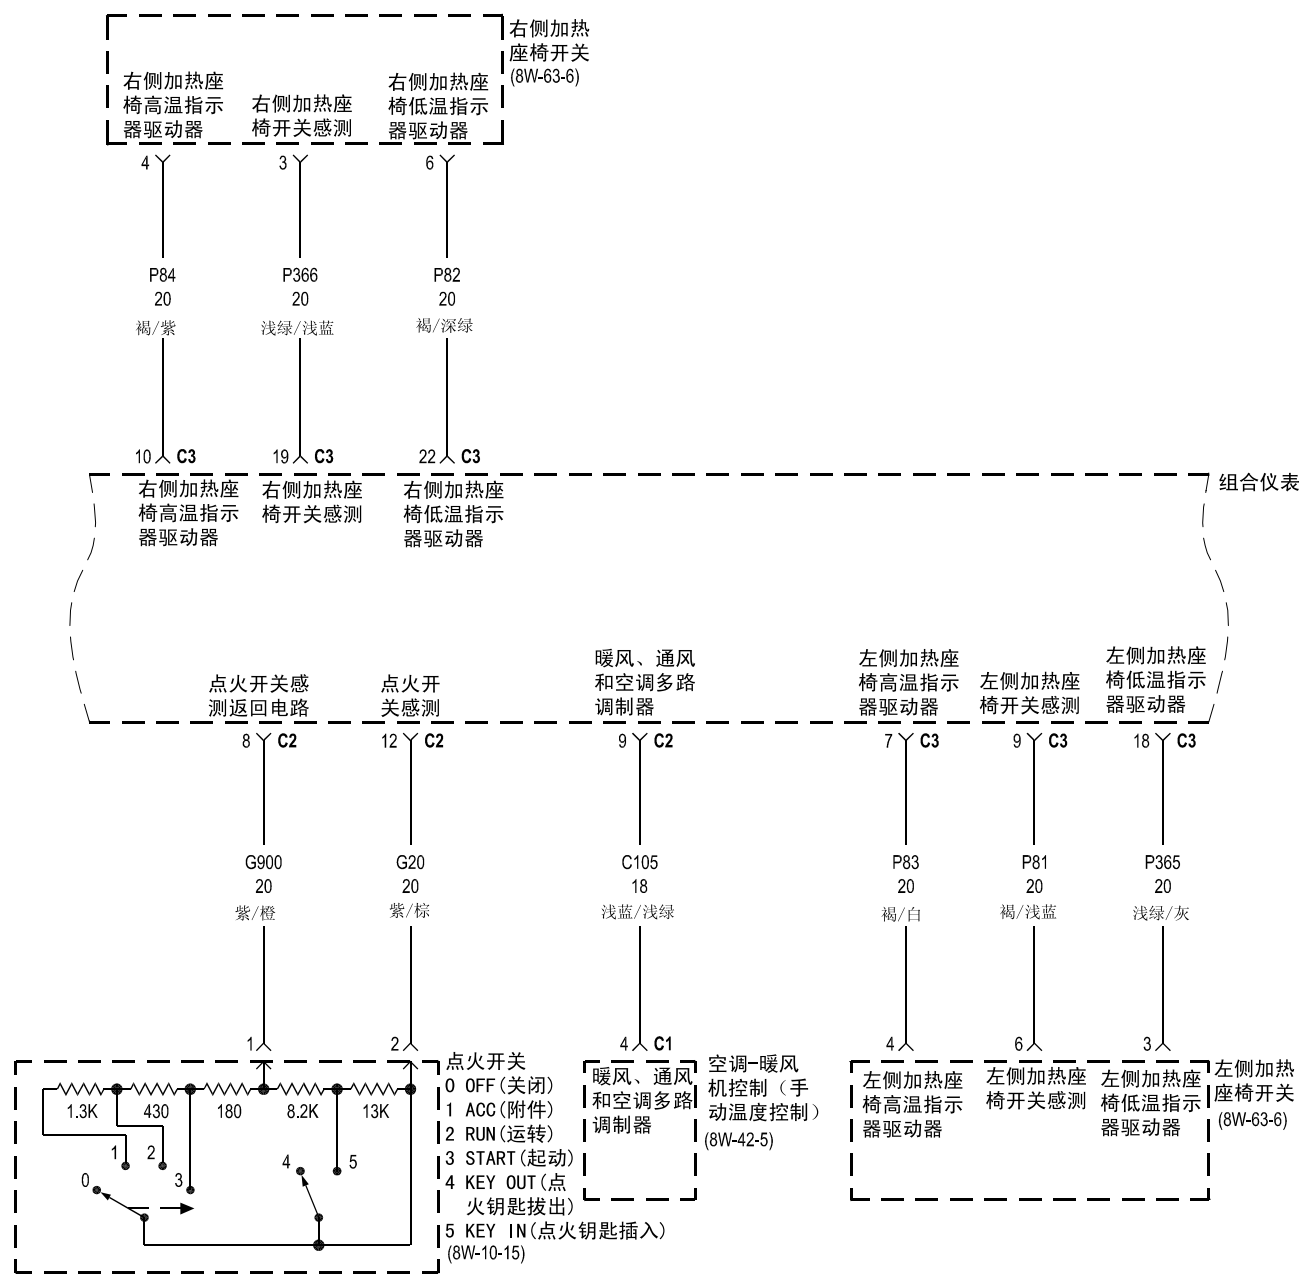 右侧加热
座椅开关
(8W-63-6)
右侧加热座
椅高温指示
器驱动器
右侧加热座
椅开关感测
右侧加热座
椅低温指示
器驱动器
4
3
6
P84
20
褐/紫
P366
20
浅绿/浅蓝
P82
20
褐/深绿
10 C3
19 C3
22 C3
组合仪表
右侧加热座
椅高温指示
器驱动器
右侧加热座
椅开关感测
右侧加热座
椅低温指示
器驱动器
点火开关感
测返回电路
点火开
关感测
暖风、通风
和空调多路
调制器
左侧加热座
椅高温指示
器驱动器
左侧加热座
椅开关感测
左侧加热座
椅低温指示
器驱动器
8 C2
12 C2
9 C2
7 C3
9 C3
18 C3
G900
20
紫/橙
G20
20
紫/棕
C105
18
浅蓝/浅绿
P83
20
褐/白
P81
20
褐/浅蓝
P365
20
浅绿/灰
1
2
4 C1
4
6
3
1.3K
430
180
8.2K
13K
0
1
2
3
4
5
点火开关
0 OFF(关闭)
1 ACC(附件)
2 RUN(运转)
3 START(起动)
4 KEY OUT(点
火钥匙拔出)
5 KEY IN(点火钥匙插入)
(8W-10-15)
暖风、通风
和空调多路
调制器
空调-暖风
机控制（手
动温度控制）
(8W-42-5)
左侧加热座
椅高温指示
器驱动器
左侧加热座
椅开关感测
左侧加热座
椅低温指示
器驱动器
左侧加热
座椅开关
(8W-63-6)